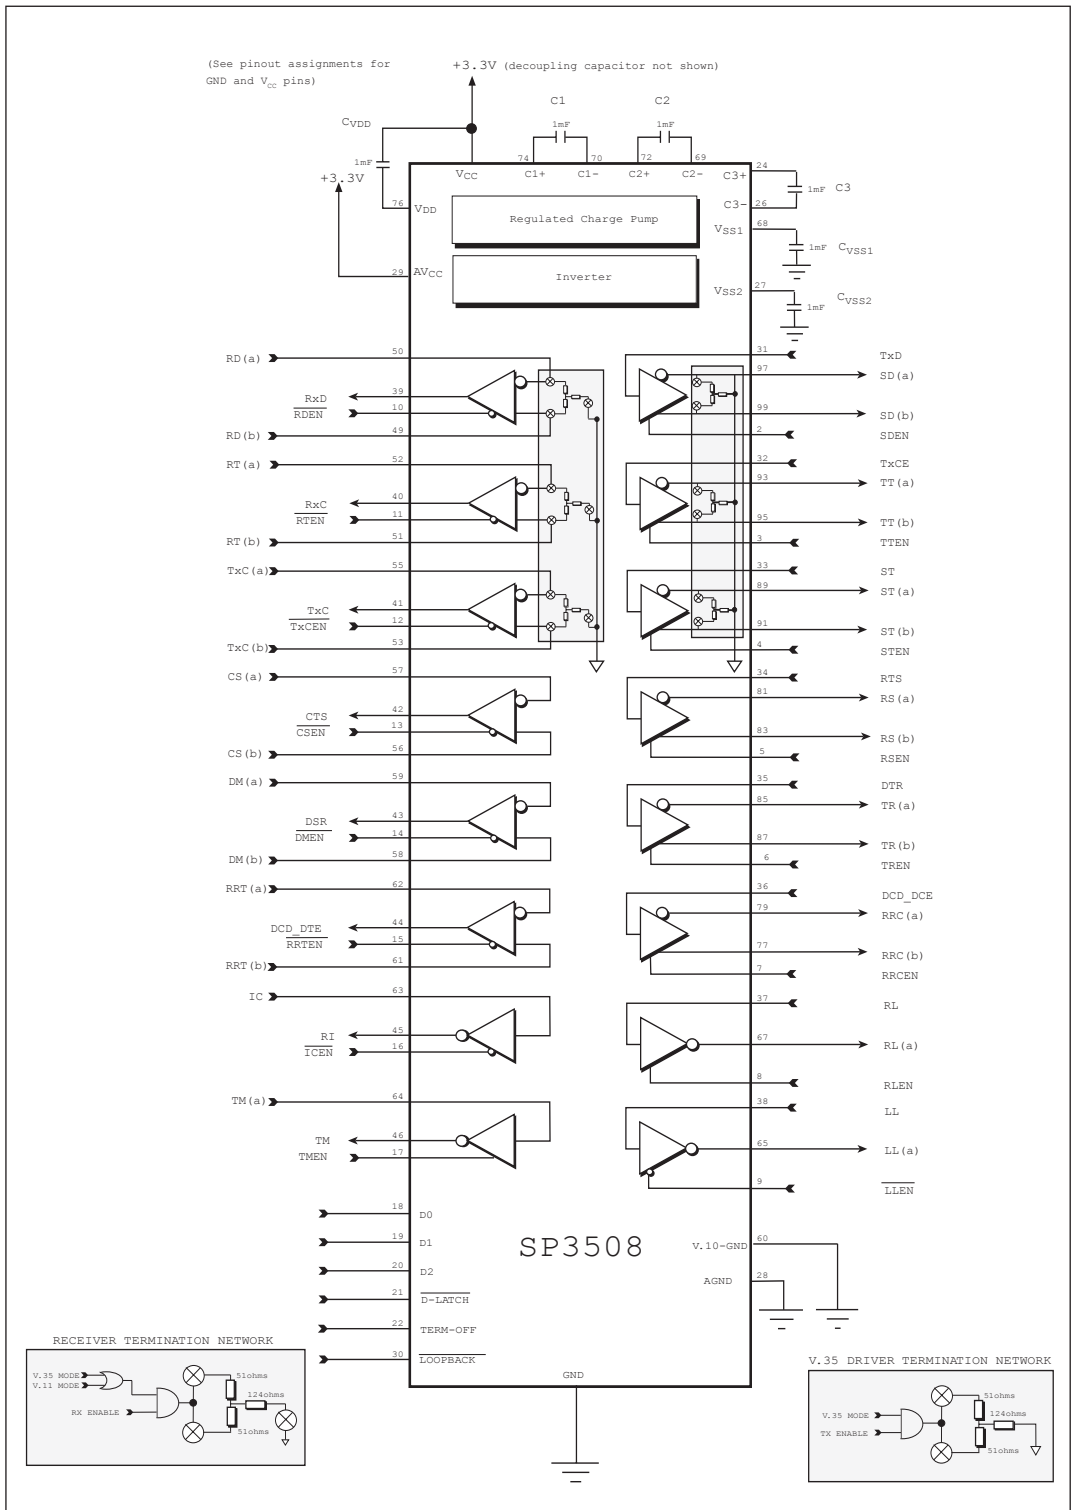 (See pinout assignments for
GND and VCC pins)
+3.3V (decoupling capacitor not shown)
C1
C2
CVDD
1mF
1mF
1mF
+3.3V
74
70
72
69
24
VCC
C1+
C1-
C2+
C2-
C3+
1mF
C3
C3-
26
76
VDD
Regulated Charge Pump
VSS1
68
1mF
CVSS1
29
AVCC
Inverter
VSS2
27
1mF
CVSS2
RD(a)
50
31
TxD
97
SD(a)
RxD
39
RDEN
10
99
SD(b)
RD(b)
49
2
SDEN
RT(a)
52
32
TxCE
93
TT(a)
RxC
40
RTEN
11
95
TT(b)
RT(b)
51
3
TTEN
TxC(a)
55
33
ST
89
ST(a)
TxC
41
TxCEN
12
91
ST(b)
TxC(b)
53
4
STEN
CS(a)
57
34
RTS
81
RS(a)
CTS
42
CSEN
13
83
RS(b)
CS(b)
56
5
RSEN
DM(a)
59
35
DTR
85
TR(a)
DSR
43
DMEN
14
87
TR(b)
DM(b)
58
6
TREN
RRT(a)
62
36
DCD_DCE
79
RRC(a)
DCD_DTE
44
RRTEN
15
77
RRC(b)
RRT(b)
61
7
RRCEN
IC
63
37
RL
RI
45
67
RL(a)
ICEN
16
8
RLEN
TM(a)
64
38
LL
TM
46
65
LL(a)
TMEN
17
9
LLEN
18
D0
19
D1
SP3508
V.10-GND
60
20
D2
AGND
28
21
D-LATCH
22
TERM-OFF
30
LOOPBACK
GND
RECEIVER TERMINATION NETWORK
V.35 MODE
V.11 MODE
RX ENABLE
51ohms
124ohms
51ohms
V.35 DRIVER TERMINATION NETWORK
V.35 MODE
TX ENABLE
51ohms
124ohms
51ohms